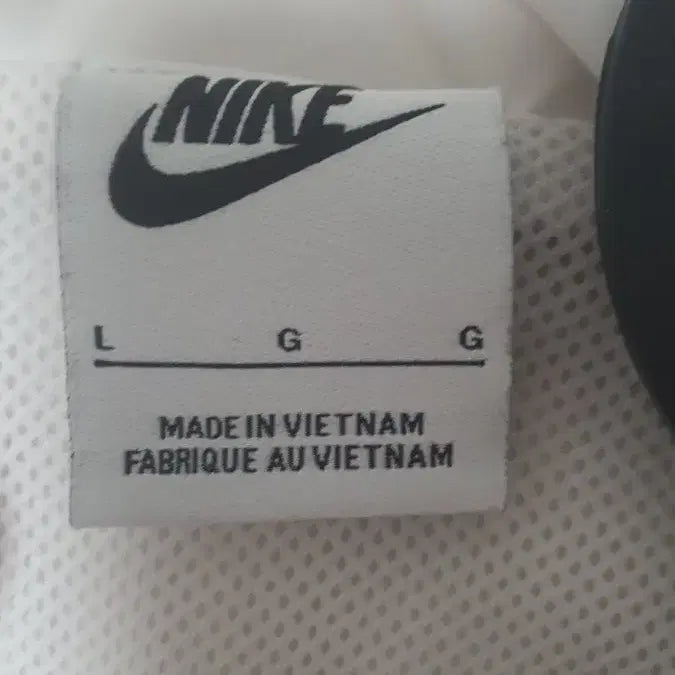 NIKE
L G G
MADE IN VIETNAM
FABRIQUE AU VIETNAM